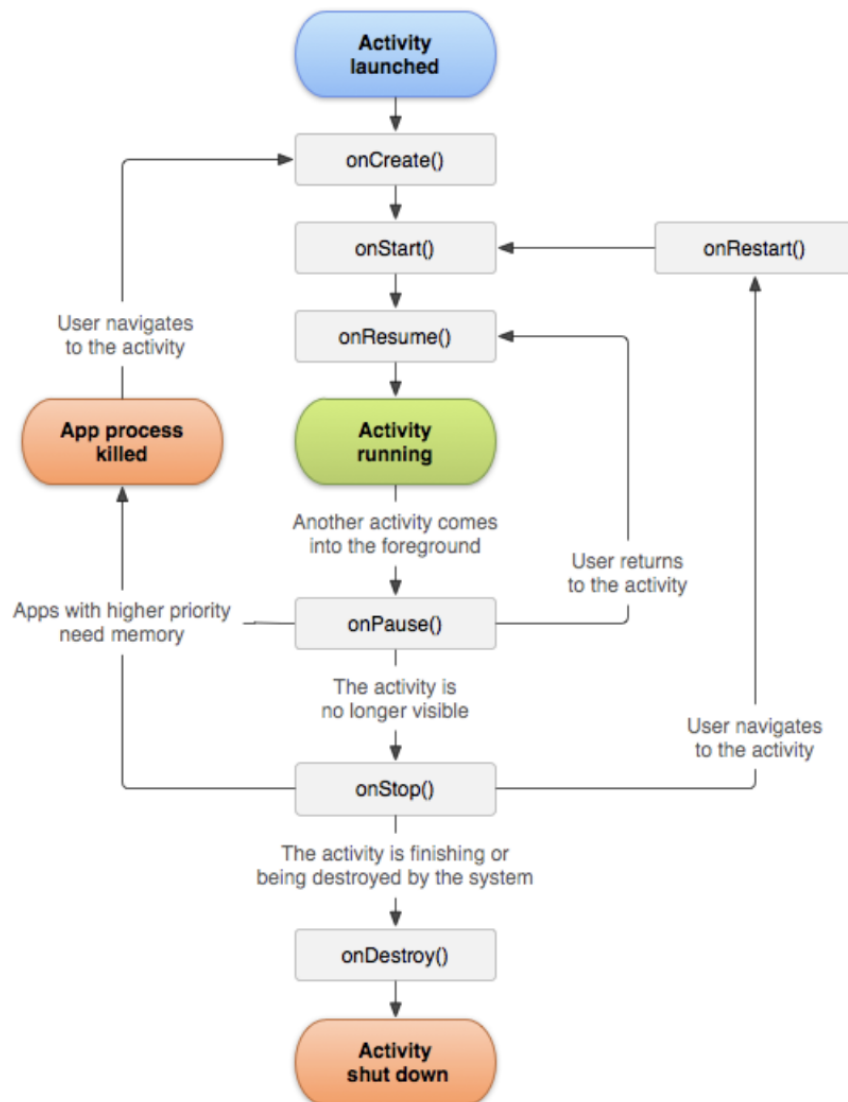 Activity
launched
onCreate()
onStart()
onRestart()
onResume()
User navigates
to the activity
App process
killed
Activity
running
Another activity comes
into the foreground
User returns
to the activity
Apps with higher priority
need memory
onPause()
The activity is
no longer visible
User navigates
to the activity
onStop()
The activity is finishing or
being destroyed by the system
onDestroy()
Activity
shut down